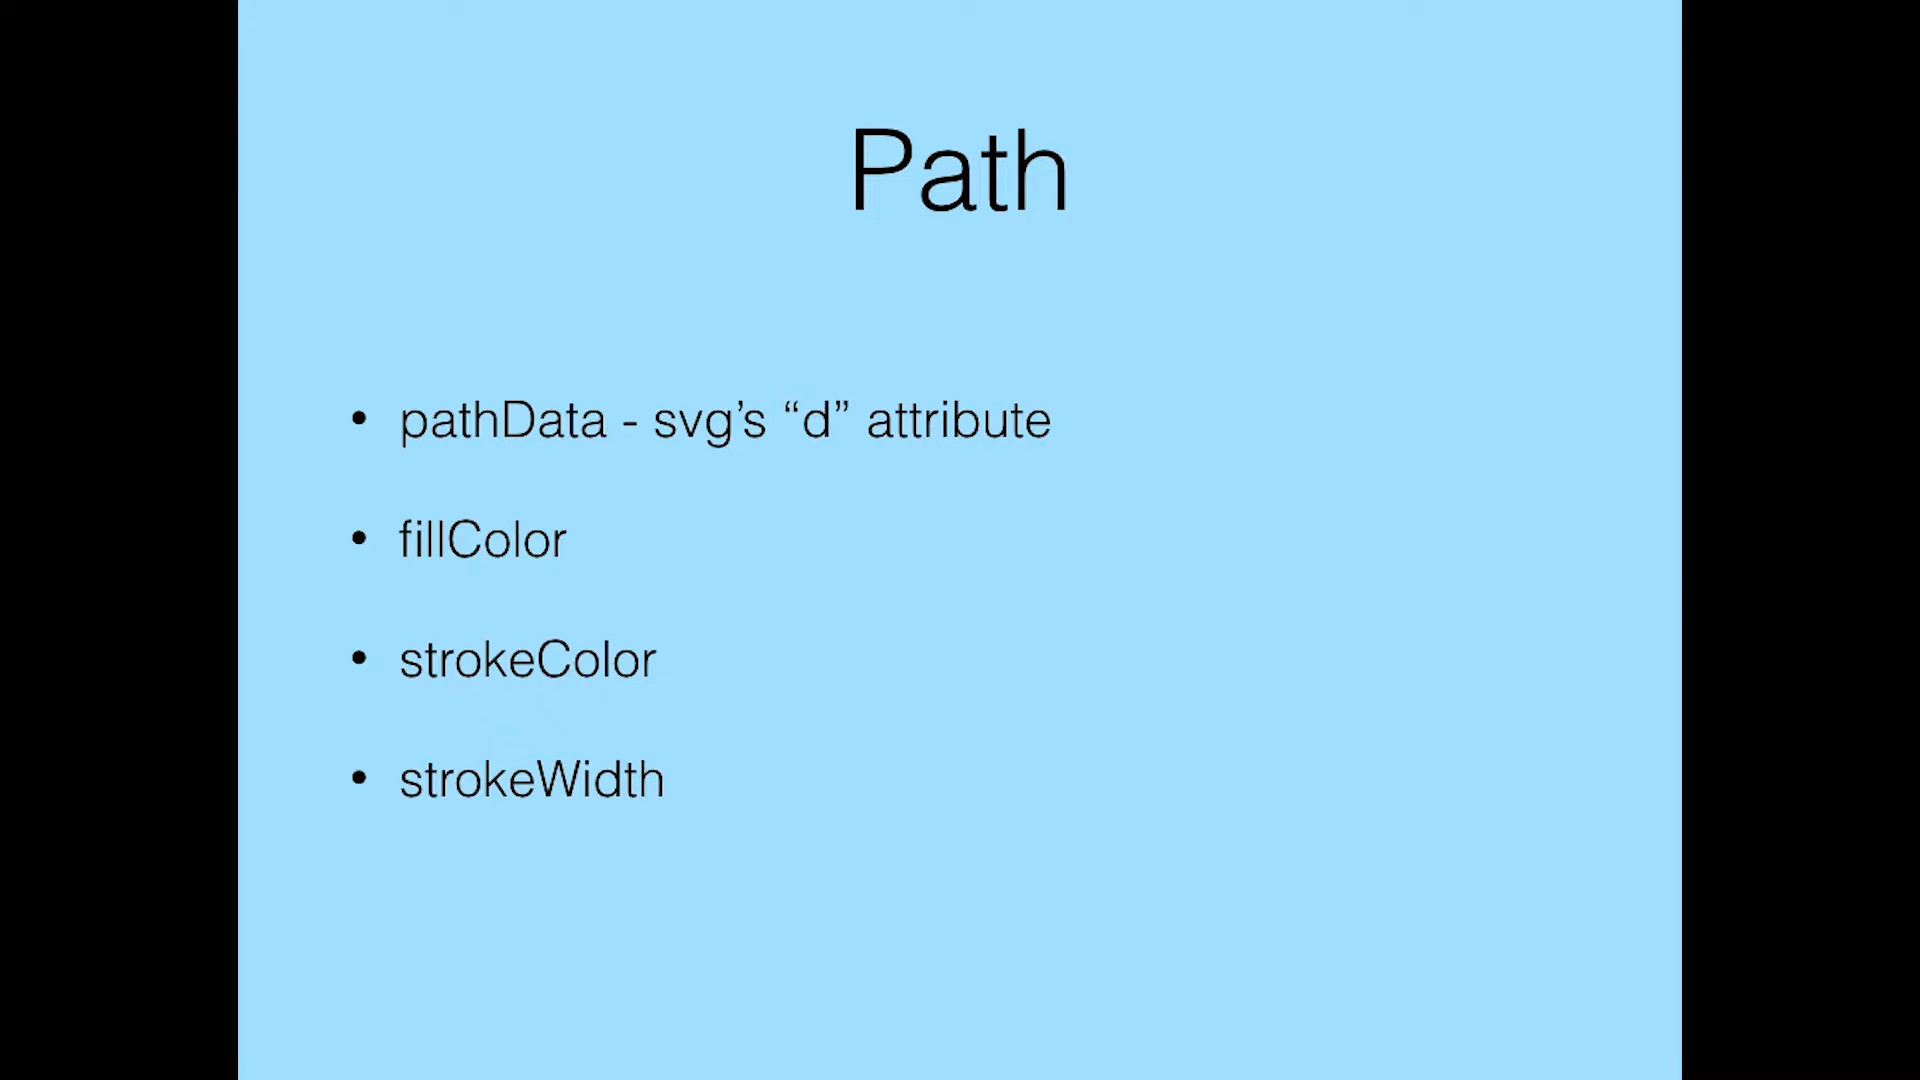 Path
• pathData - svg’s “d” attribute
• fillColor
• strokeColor
• strokeWidth